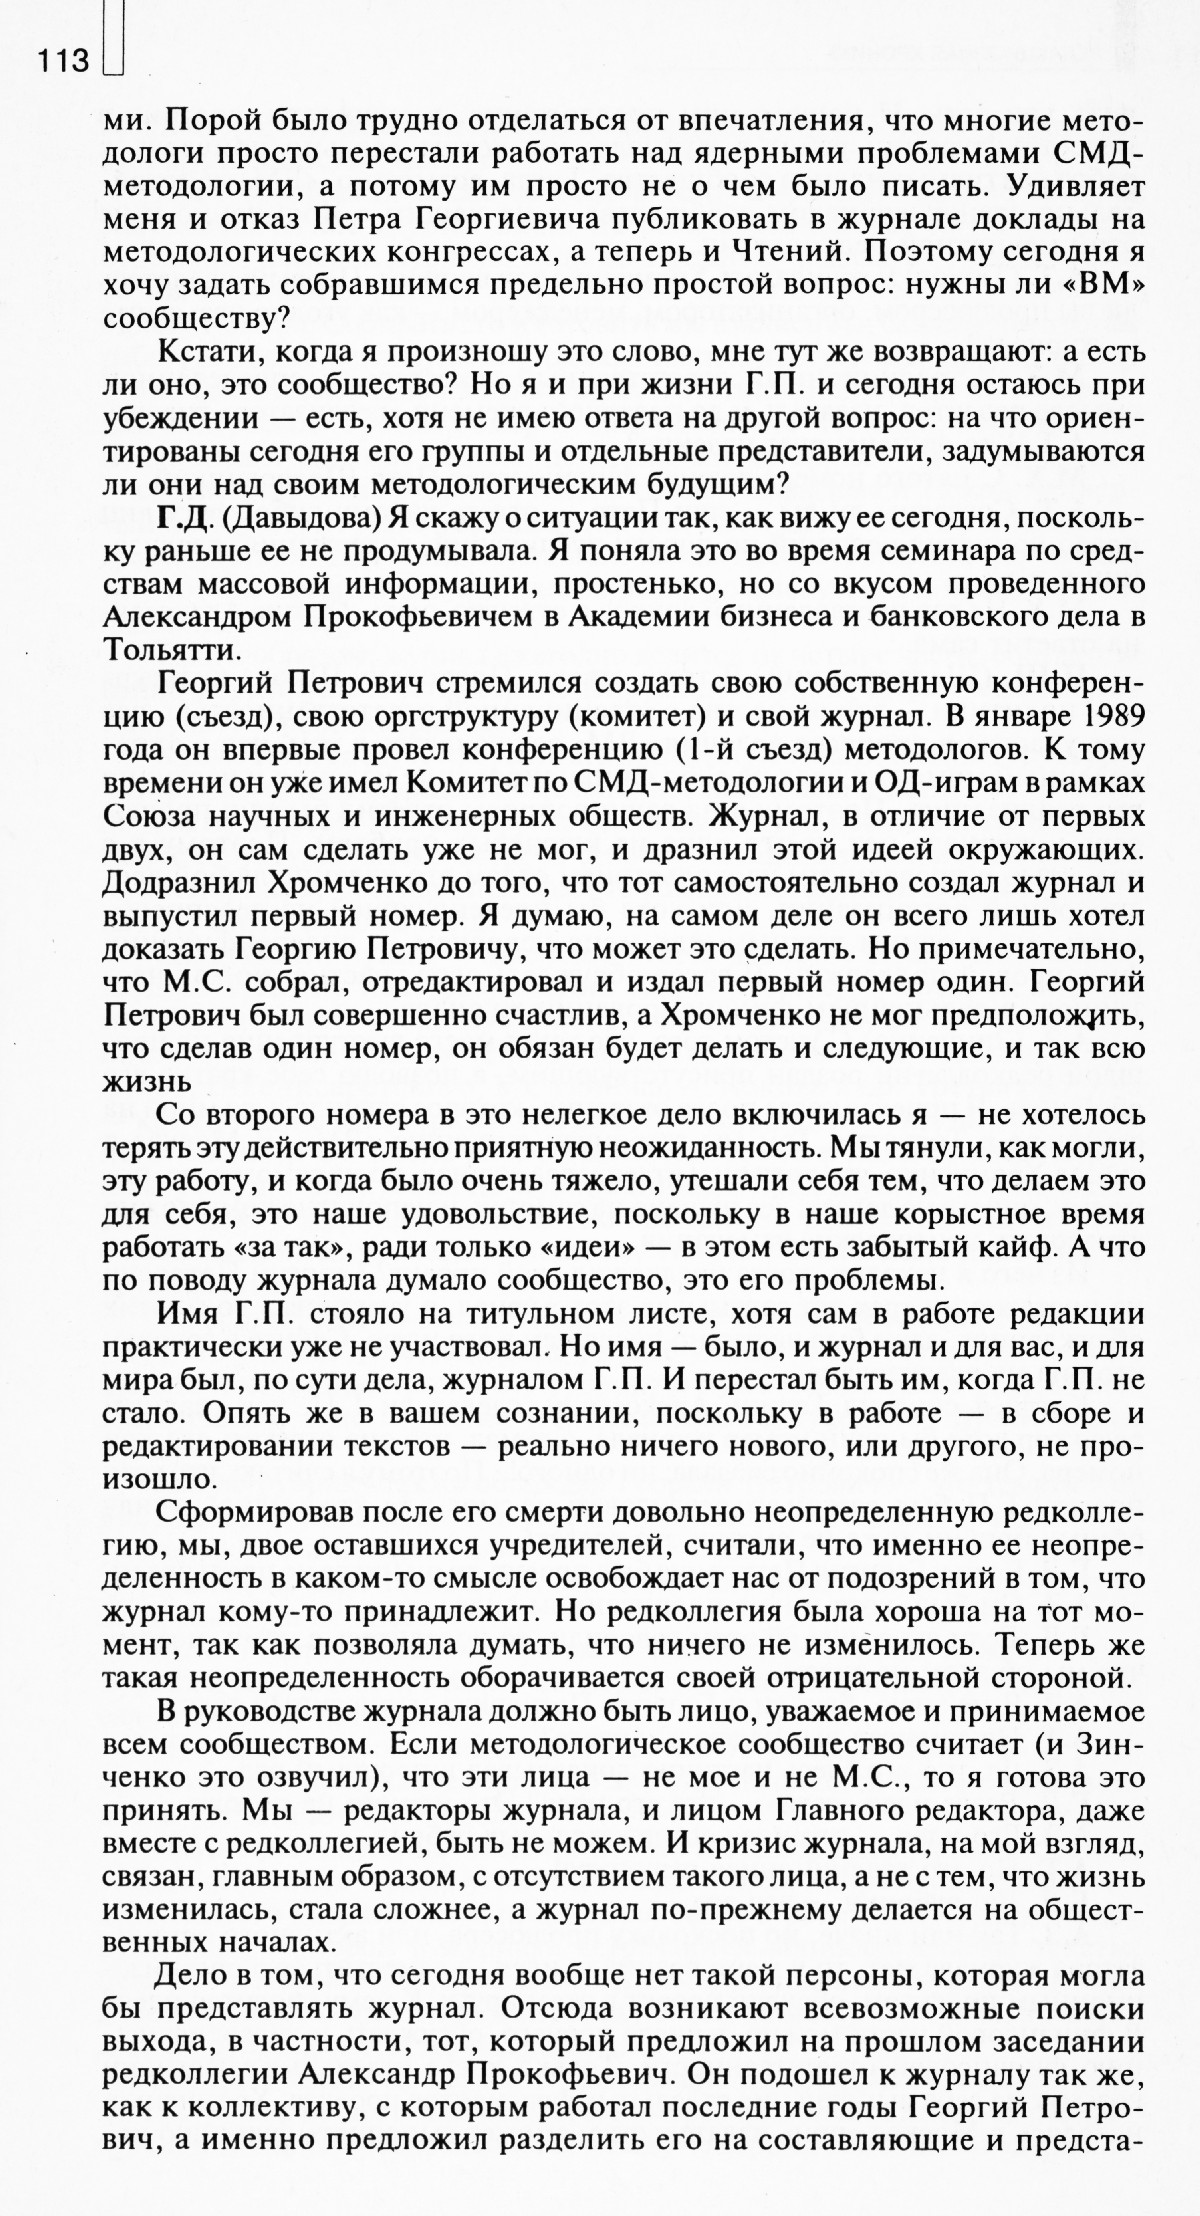 113
ми. Порой было трудно отделаться от впечатления, что многие мето-
дологи просто перестали работать над ядерными проблемами СМД-
методологии, а потому им просто не о чем было писать. Удивляет
меня и отказ Петра Георгиевича публиковать в журнале доклады на
методологических конгрессах, а теперь и Чтений. Поэтому сегодня я
хочу задать собравшимся предельно простой вопрос: нужны ли «ВМ»
сообществу?
Кстати, когда я произношу это слово, мне тут же возвращают: а есть
ли оно, это сообщество? Но я и при жизни Г.П. и сегодня остаюсь при
убеждении — есть, хотя не имею ответа на другой вопрос: на что ориен-
тированы сегодня его группы и отдельные представители, задумываются
ли они над своим методологическим будущим?
Г.Д. (Давыдова) Я скажу о ситуации так, как вижу ее сегодня, посколь-
ку раньше ее не продумывала. Я поняла это во время семинара по сред-
ствам массовой информации, простенько, но со вкусом проведенного
Александром Прокофьевичем в Академии бизнеса и банковского дела в
Тольятти.
Георгий Петрович стремился создать свою собственную конферен-
цию (съезд), свою оргструктуру (комитет) и свой журнал. В январе 1989
года он впервые провел конференцию (1-й съезд) методологов. К тому
времени он уже имел Комитет по СМД-методологии и ОД-играм в рамках
Союза научных и инженерных обществ. Журнал, в отличие от первых
двух, он сам сделать уже не мог, и дразнил этой идеей окружающих.
Додразнил Хромченко до того, что тот самостоятельно создал журнал и
выпустил первый номер. Я думаю, на самом деле он всего лишь хотел
доказать Георгию Петровичу, что может это сделать. Но примечательно,
что М.С. собрал, отредактировал и издал первый номер один. Георгий
Петрович был совершенно счастлив, а Хромченко не мог предположить,
что сделав один номер, он обязан будет делать и следующие, и так всю
жизнь
Со второго номера в это нелегкое дело включилась я — не хотелось
терять эту действительно приятную неожиданность. Мы тянули, как могли,
эту работу, и когда было очень тяжело, утешали себя тем, что делаем это
для себя, это наше удовольствие, поскольку в наше корыстное время
работать «за так», ради только «идеи» — в этом есть забытый кайф. А что
по поводу журнала думало сообщество, это его проблемы.
Имя Г.П. стояло на титульном листе, хотя сам в работе редакции
практически уже не участвовал. Но имя — было, и журнал и для вас, и для
мира был, по сути дела, журналом Г.П. И перестал быть им, когда Г.П. не
стало. Опять же в вашем сознании, поскольку в работе — в сборе и
редактировании текстов — реально ничего нового, или другого, не про-
изошло.
Сформировав после его смерти довольно неопределенную редколле-
гию, мы, двое оставшихся учредителей, считали, что именно ее неопре-
деленность в каком-то смысле освобождает нас от подозрений в том, что
журнал кому-то принадлежит. Но редколлегия была хороша на тот мо-
мент, так как позволяла думать, что ничего не изменилось. Теперь же
такая неопределенность оборачивается своей отрицательной стороной.
В руководстве журнала должно быть лицо, уважаемое и принимаемое
всем сообществом. Если методологическое сообщество считает (и Зин-
ченко это озвучил), что эти лица — не мое и не М.С., то я готова это
принять. Мы — редакторы журнала, и лицом Главного редактора, даже
вместе с редколлегией, быть не можем. И кризис журнала, на мой взгляд,
связан, главным образом, с отсутствием такого лица, а не с тем, что жизнь
изменилась, стала сложнее, а журнал по-прежнему делается на общест-
венных началах.
Дело в том, что сегодня вообще нет такой персоны, которая могла
бы представлять журнал. Отсюда возникают всевозможные поиски
выхода, в частности, тот, который предложил на прошлом заседании
редколлегии Александр Прокофьевич. Он подошел к журналу так же,
как к коллективу, с которым работал последние годы Георгий Петро-
вич, а именно предложил разделить его на составляющие и предста-